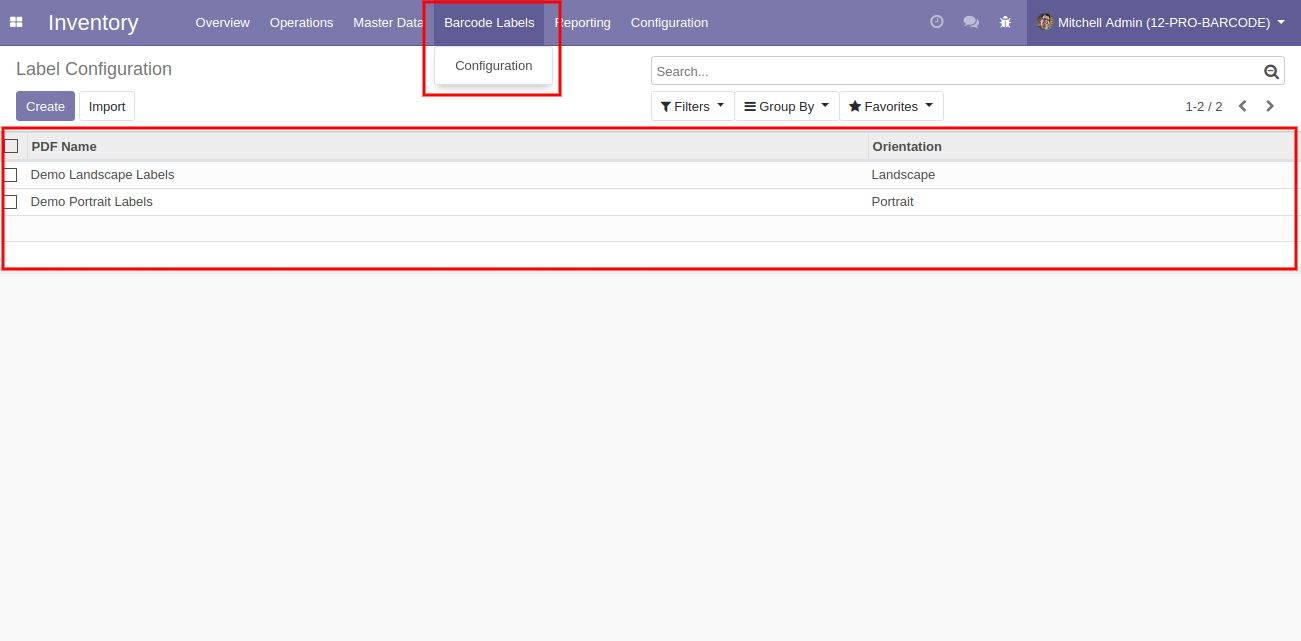 Inventory Overview Operations Master Data Barcode Labels Reporting Configuration Mitchell Admin (12-PRO-BARCODE)
Configuration
Label Configuration
Search...
Create Import Filters Group By Favorites 1-2 / 2
PDF Name Orientation
Demo Landscape Labels Landscape
Demo Portrait Labels Portrait